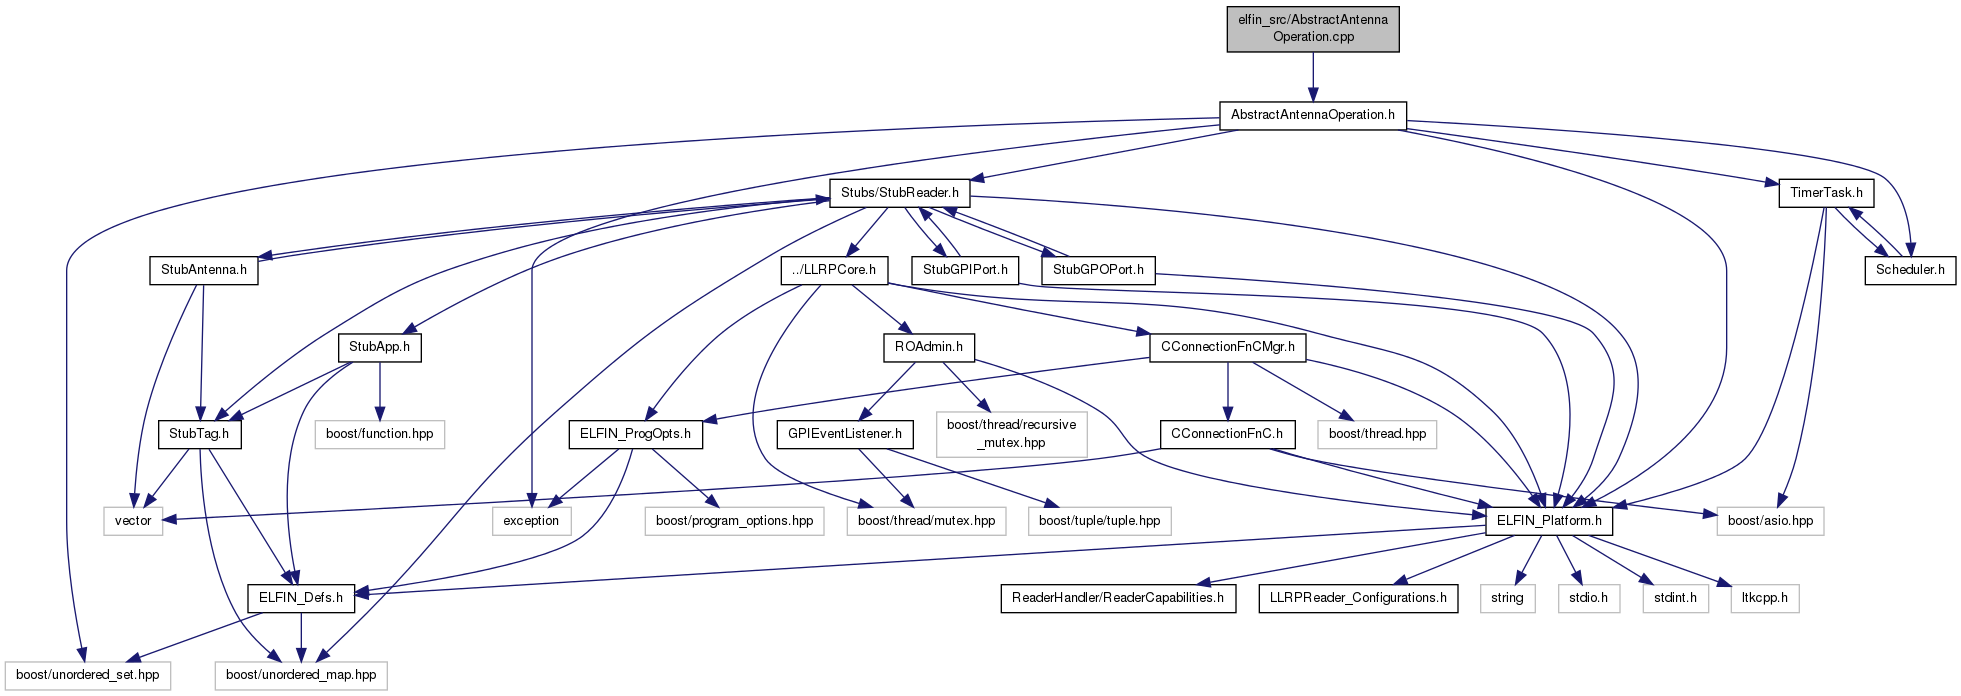 elfin_src/AbstractAntenna
Operation.cpp
AbstractAntennaOperation.h
Stubs/StubReader.h
TimerTask.h
StubAntenna.h
../LLRPCore.h
StubGPIPort.h
StubGPOPort.h
Scheduler.h
StubApp.h
ROAdmin.h
CConnectionFnCMgr.h
StubTag.h
boost/function.hpp
ELFIN_ProgOpts.h
GPIEventListener.h
boost/thread/recursive
_mutex.hpp
CConnectionFnC.h
boost/thread.hpp
vector
exception
boost/program_options.hpp
boost/thread/mutex.hpp
boost/tuple/tuple.hpp
ELFIN_Platform.h
boost/asio.hpp
ELFIN_Defs.h
ReaderHandler/ReaderCapabilities.h
LLRPReader_Configurations.h
string
stdio.h
stdint.h
ltkcpp.h
boost/unordered_set.hpp
boost/unordered_map.hpp